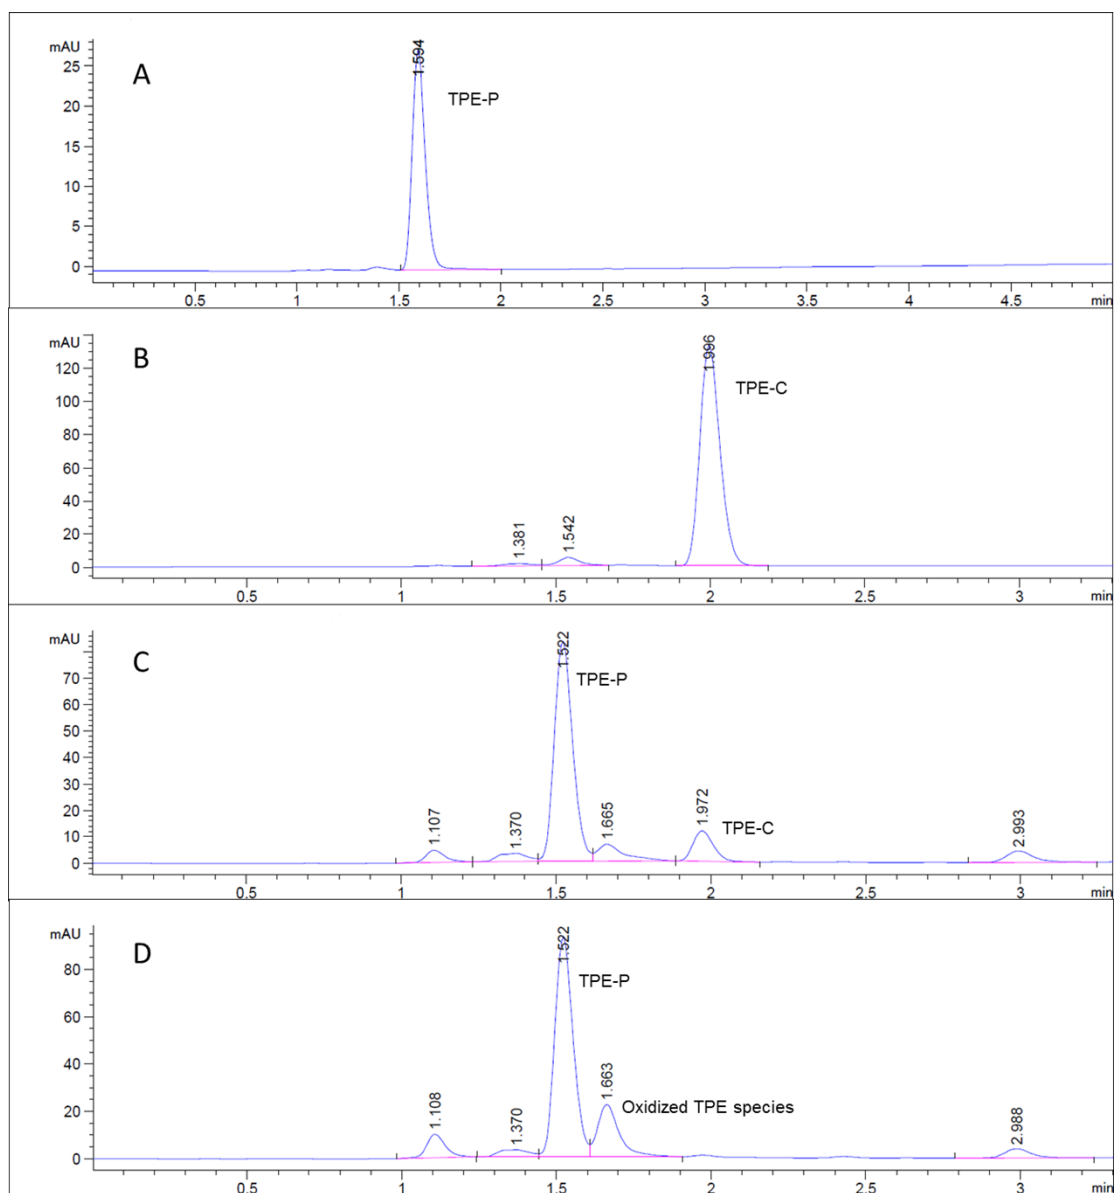 mAU
A
1.594
TPE-P
25
20
15
10
5
0
0.5 1 1.5 2 2.5 3 3.5 4 4.5 min
mAU
B
1.996
TPE-C
120
100
80
60
40
20
0
1.381
1.542
0.5 1 1.5 2 2.5 3 min
mAU
C
1.522
TPE-P
70
60
50
40
30
20
10
0
1.107
1.370
1.665
1.972
TPE-C
2.993
0.5 1 1.5 2 2.5 3 min
mAU
D
1.522
TPE-P
80
60
40
20
0
1.108
1.370
1.663
Oxidized TPE species
2.988
0.5 1 1.5 2 2.5 3 min